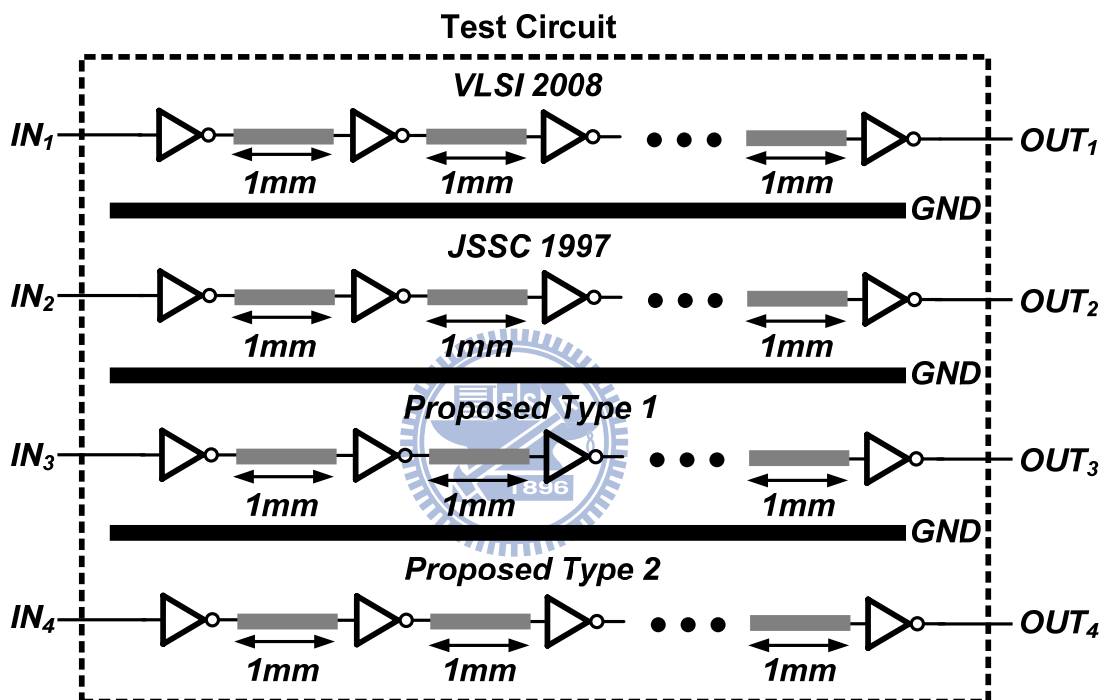 Test Circuit
VLSI 2008
IN1 OUT1
1mm 1mm 1mm
GND
JSSC 1997
IN2 OUT2
1mm 1mm 1mm
GND
Proposed Type 1
IN3 OUT3
1mm 1mm 1mm
1896
GND
Proposed Type 2
IN4 OUT4
1mm 1mm 1mm